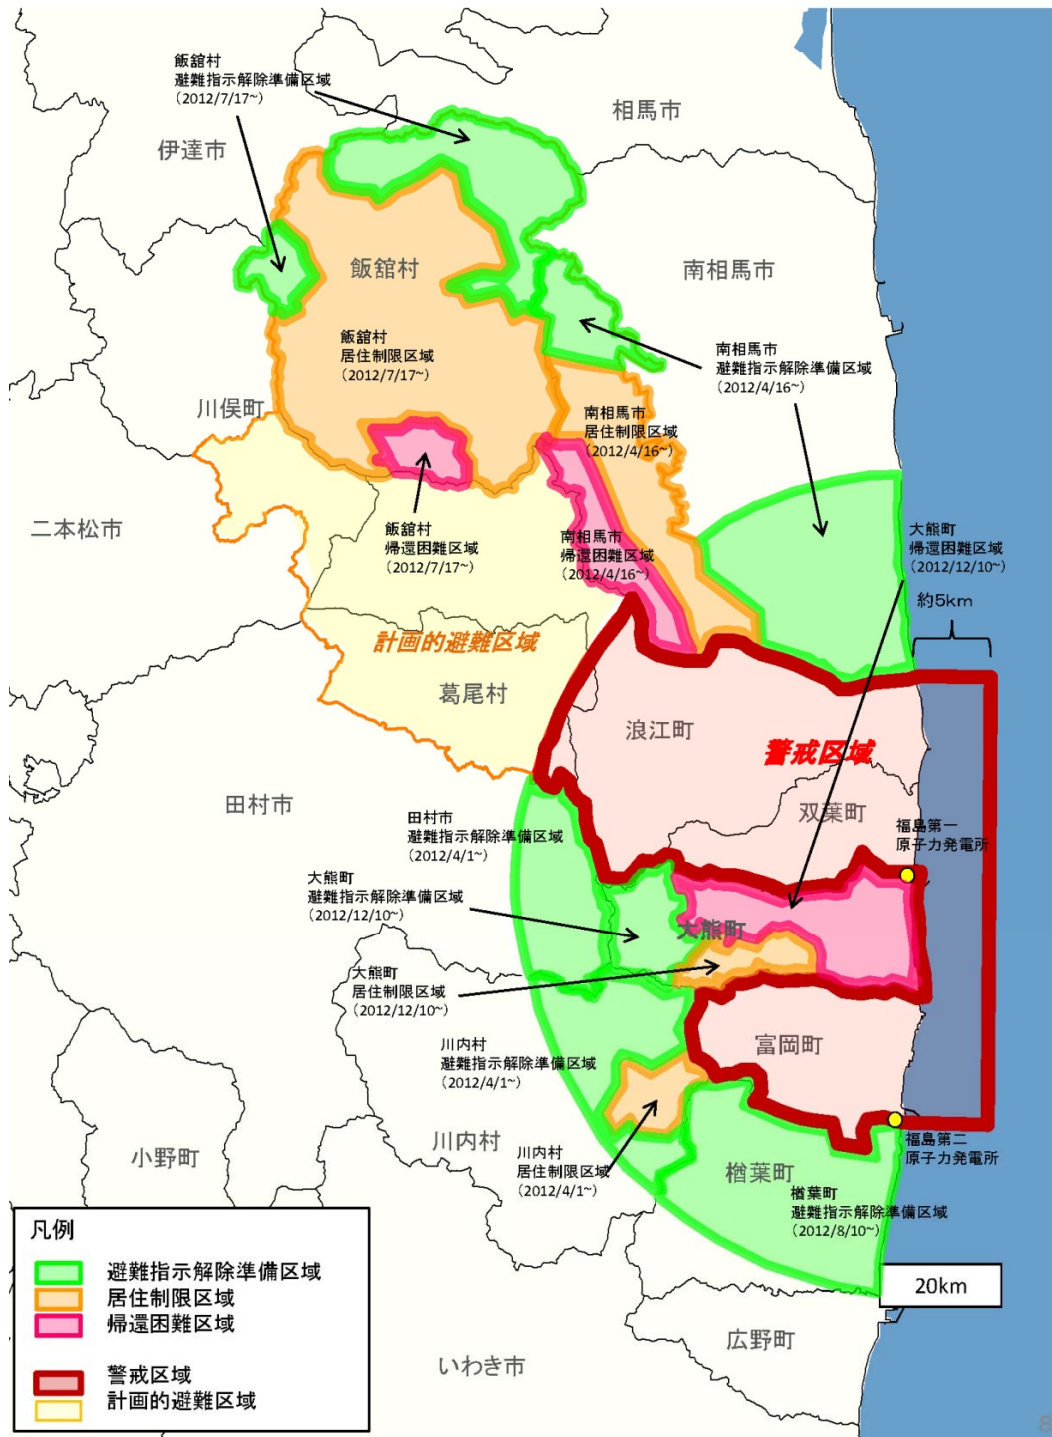 飯舘村
避難指示解除準備区域
（2012/7/17~）
相馬市
伊達市
飯舘村
南相馬市
飯舘村
居住制限区域
（2012/7/17~）
南相馬市
避難指示解除準備区域
（2012/4/16~）
川俣町
南相馬市
居住制限区域
（2012/4/16~）
二本松市
飯舘村
帰還困難区域
（2012/7/17~）
南相馬市
帰還困難区域
（2012/4/16~）
大熊町
帰還困難区域
（2012/12/10~）
約５ｋｍ
計画的避難区域
葛尾村
浪江町
警戒区域
田村市
双葉町
田村市
避難指示解除準備区域
（2012/4/1~）
福島第一
原子力発電所
大熊町
避難指示解除準備区域
（2012/12/10~）
大熊町
大熊町
居住制限区域
（2012/12/10~）
川内村
避難指示解除準備区域
（2012/4/1~）
富岡町
川内村
小野町
川内村
居住制限区域
（2012/4/1~）
福島第二
原子力発電所
楢葉町
楢葉町
避難指示解除準備区域
（2012/8/10~）
凡例
避難指示解除準備区域
居住制限区域
帰還困難区域
警戒区域
計画的避難区域
20km
広野町
いわき市
8